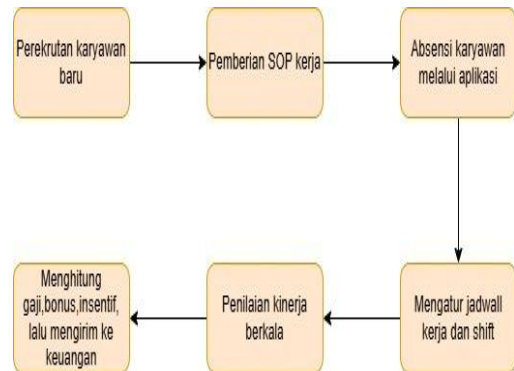 Perekrutan karyawan
baru
Pemberian SOP kerja
Absensi karyawan
melalui aplikasi
Mengatur jadwall
kerja dan shift
Penilaian kinerja
berkala
Menghitung
gaji,bonus,insentif,
lalu mengirim ke
keuangan